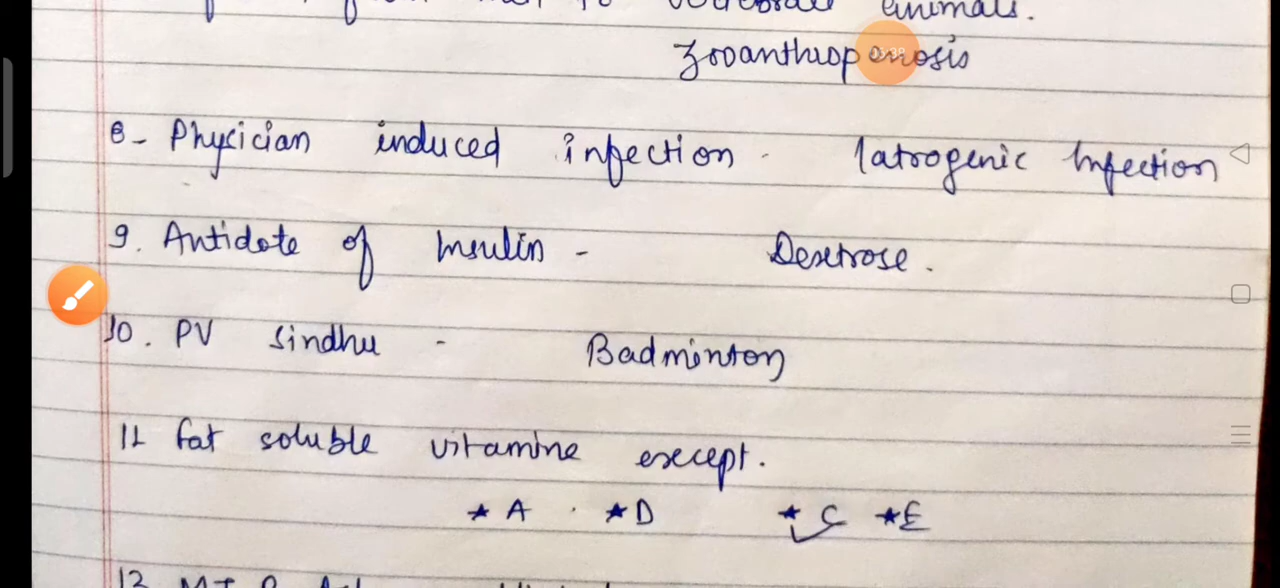 animals.
Zooanthroponosis
8- Physician induced infection - Iatrogenic Infection
9. Antidote of Insulin - Dextrose.
10. PV Sindhu - Badminton
11 fat soluble vitamine except.
* A * D * C * E